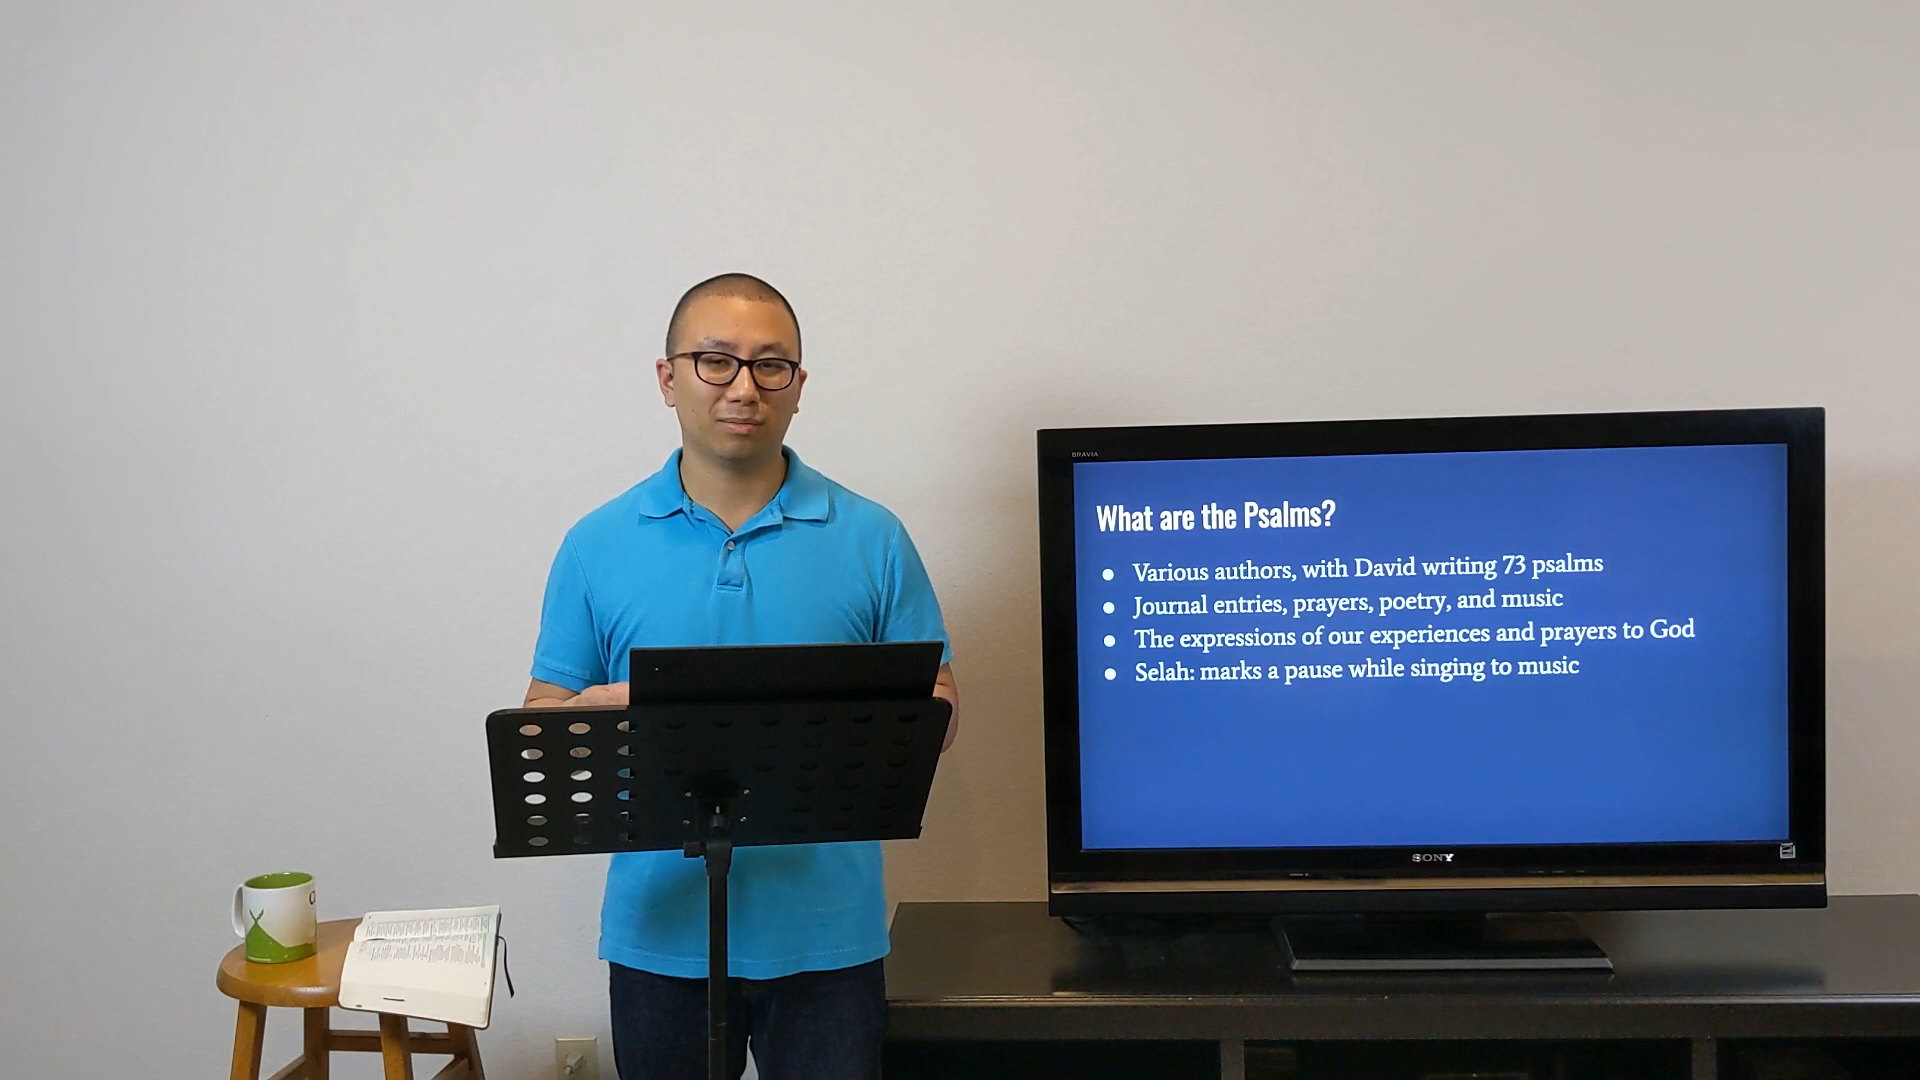 BRAVIA
What are the Psalms?
● Various authors, with David writing 73 psalms
● Journal entries, prayers, poetry, and music
● The expressions of our experiences and prayers to God
● Selah: marks a pause while singing to music
SONY